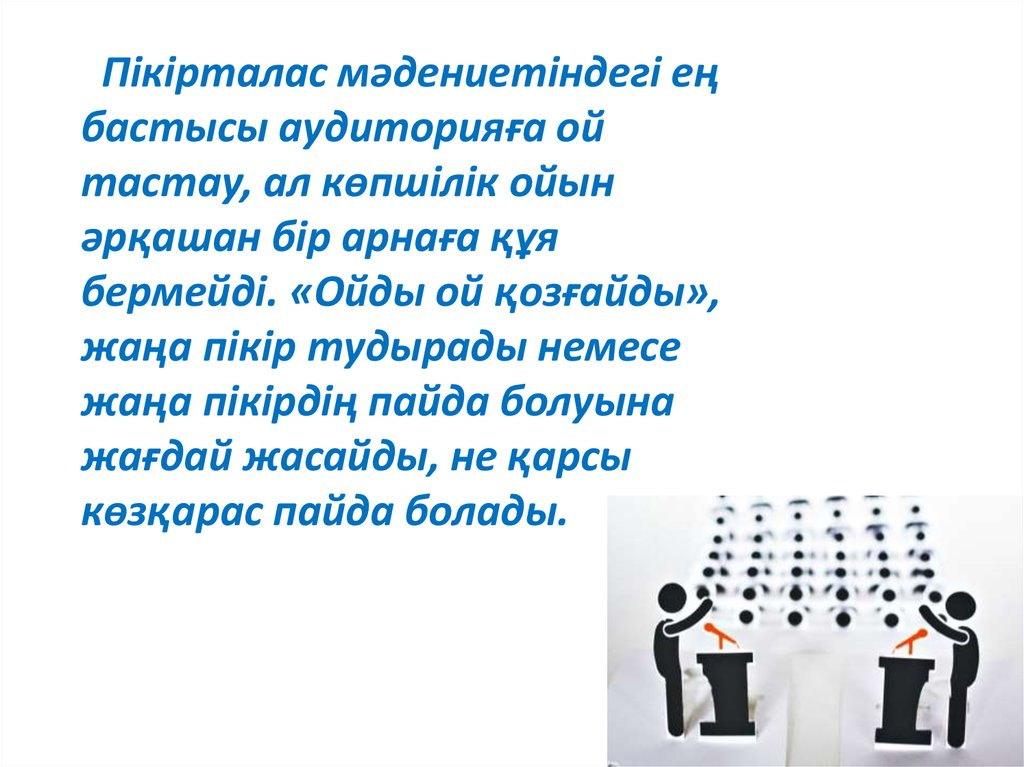 Пікірталас мәдениетіндегі ең
бастысы аудиторияға ой
тастау, ал көпшілік ойын
әрқашан бір арнаға құя
бермейді. «Ойды ой қозғайды»,
жаңа пікір тудырады немесе
жаңа пікірдің пайда болуына
жағдай жасайды, не қарсы
көзқарас пайда болады.